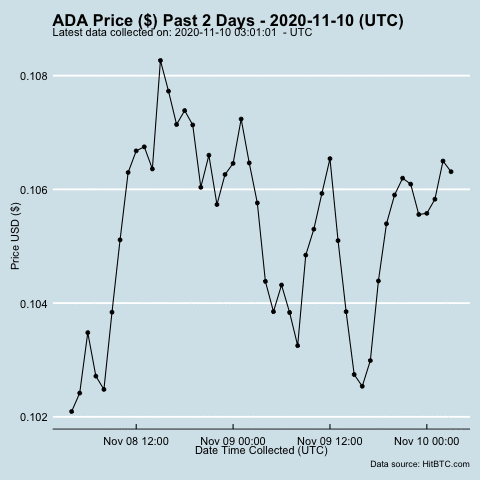 ADA Price ($) Past 2 Days - 2020-11-10 (UTC)
Latest data collected on: 2020-11-10 03:01:01  - UTC
0.108
0.106
0.104
0.102
Price USD ($)
Nov 08 12:00
Nov 09 00:00
Nov 09 12:00
Nov 10 00:00
Date Time Collected (UTC)
Data source: HitBTC.com